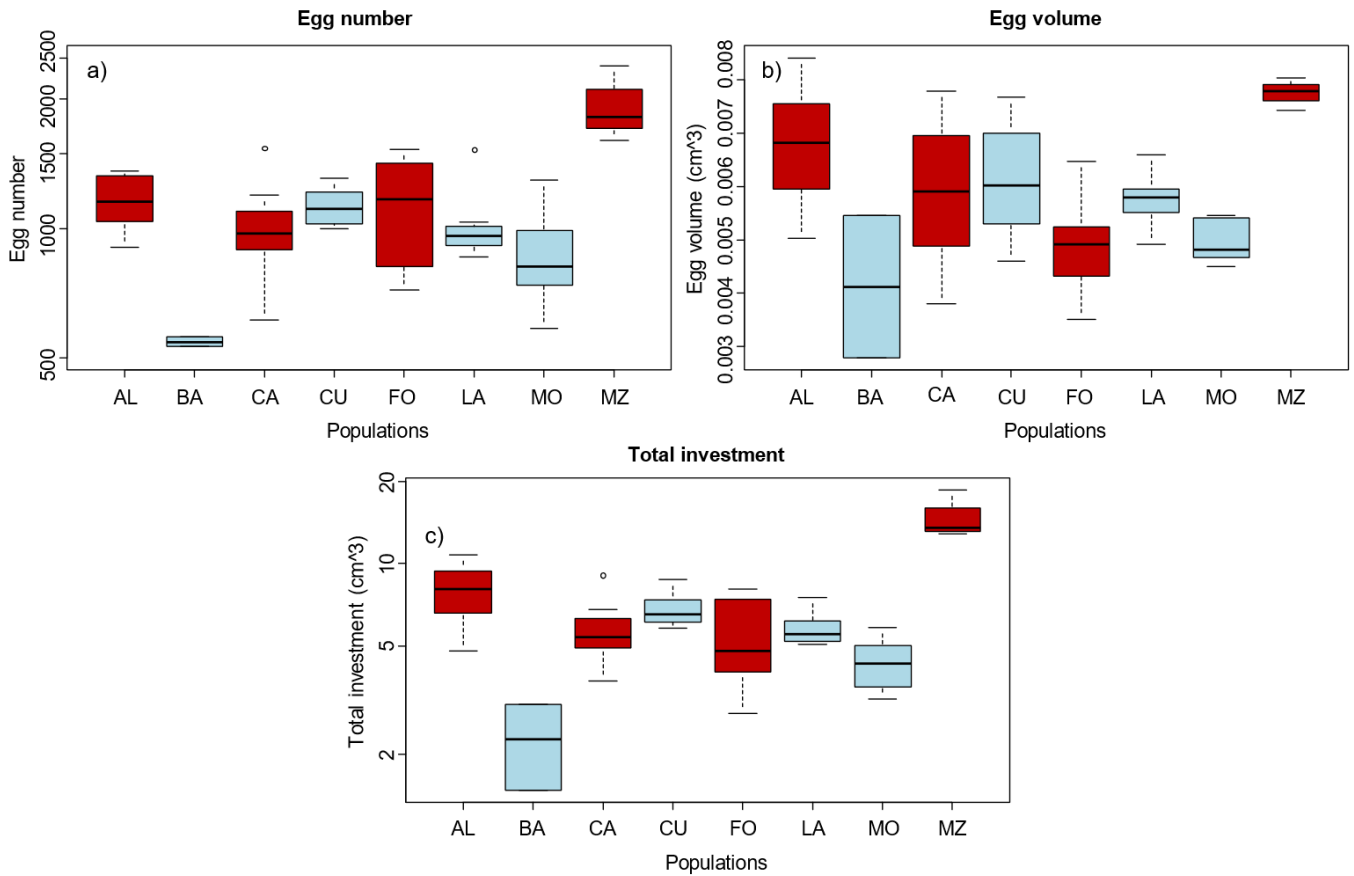 Egg number
a)
Egg number
2500
2000
1500
1000
500
AL BA CA CU FO LA MO MZ
Populations
Egg volume
b)
Egg volume (cm^3)
0.008
0.007
0.006
0.005
0.004
0.003
AL BA CA CU FO LA MO MZ
Populations
Total investment
c)
Total investment (cm^3)
20
10
5
2
AL BA CA CU FO LA MO MZ
Populations